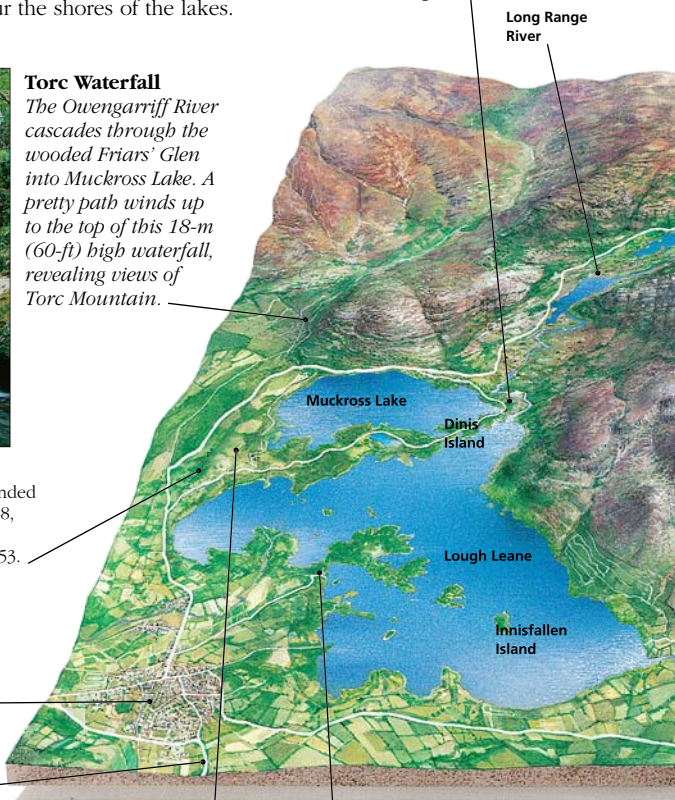 ur the shores of the lakes.
Long Range
River
Torc Waterfall
The Owengarriff River
cascades through the
wooded Friars’ Glen
into Muckross Lake. A
pretty path winds up
to the top of this 18-m
(60-ft) high waterfall,
revealing views of
Torc Mountain.
Muckross Lake
Dinis
Island
nded
8,
53.
Lough Leane
Innisfallen
Island